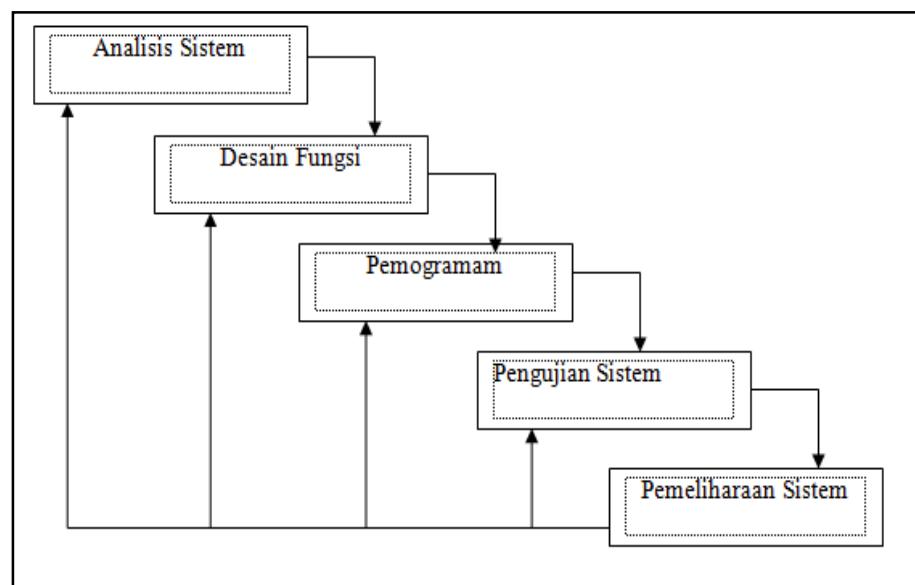 Analisis Sistem
Desain Fungsi
Pemogramam
Pengujian Sistem
Pemeliharaan Sistem